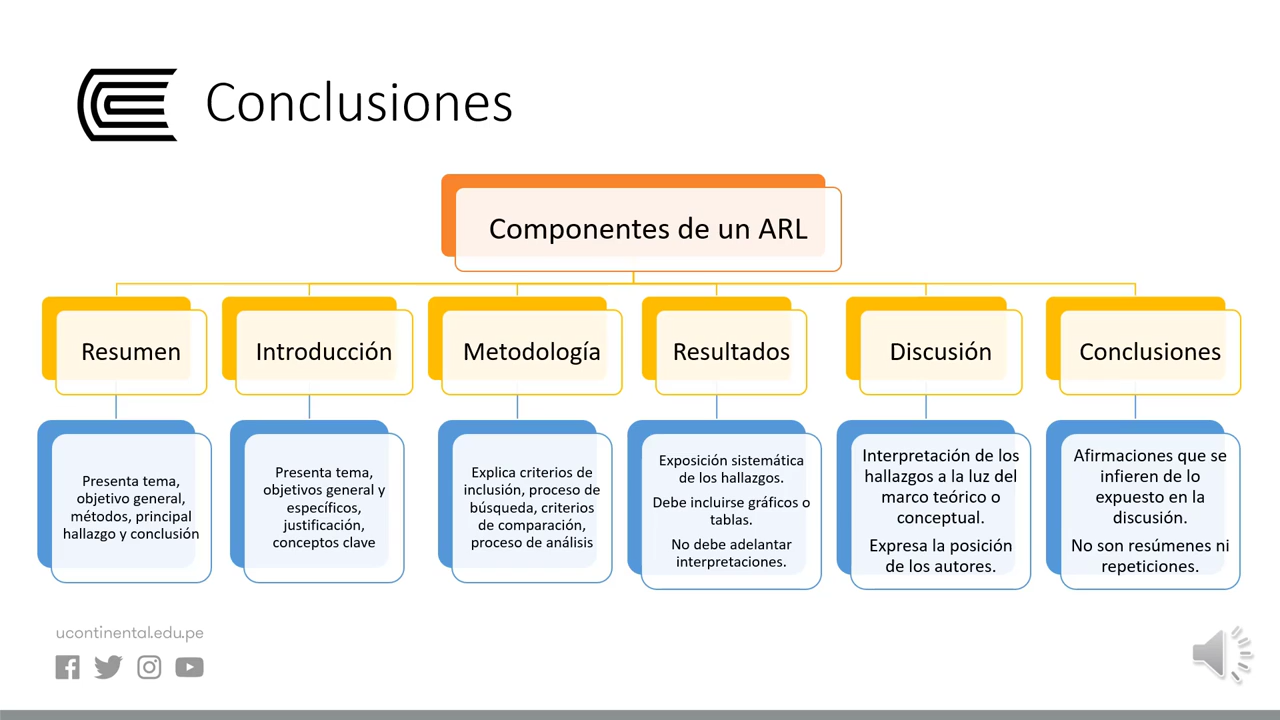 Conclusiones
Componentes de un ARL
Resumen
Introducción
Metodología
Resultados
Discusión
Conclusiones
Presenta tema,
objetivo general,
métodos, principal
hallazgo y conclusión
Presenta tema,
objetivos general y
específicos,
justificación,
conceptos clave
Explica criterios de
inclusión, proceso de
búsqueda, criterios
de comparación,
proceso de análisis
Exposición sistemática
de los hallazgos.
Debe incluirse gráficos o
tablas.
No debe adelantar
interpretaciones.
Interpretación de los
hallazgos a la luz del
marco teórico o
conceptual.
Expresa la posición
de los autores.
Afirmaciones que se
infieren de lo
expuesto en la
discusión.
No son resúmenes ni
repeticiones.
ucontinental.edu.pe